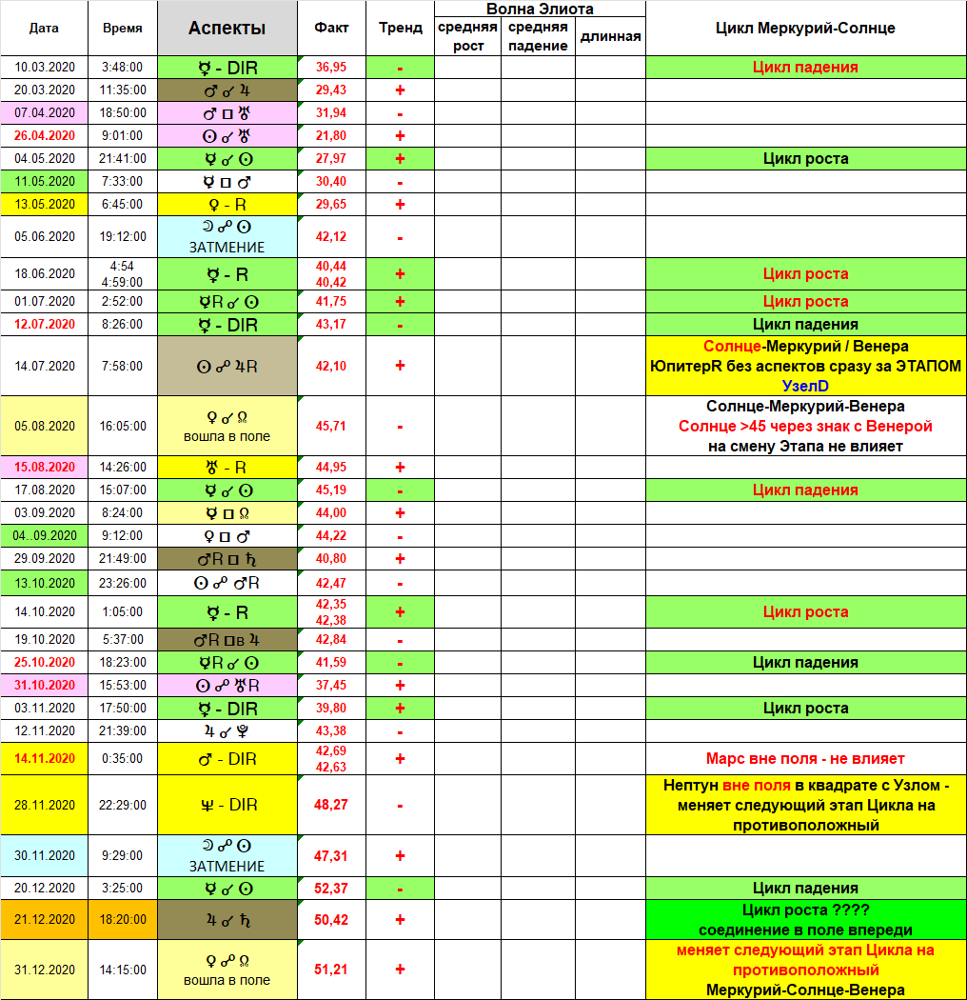 Дата Время Аспекты Факт Тренд Волна Элиота Цикл Меркурий-Солнце
средняя рост средняя падение длинная
10.03.2020 3:48:00 ☿ - DIR 36,95 - Цикл падения
20.03.2020 11:35:00 ♂ ☌ ♃ 29,43 +
07.04.2020 18:50:00 ♂ □ ♅ 31,94 -
26.04.2020 9:01:00 ☉ ☌ ♅ 21,80 +
04.05.2020 21:41:00 ☿ ☌ ☉ 27,97 + Цикл роста
11.05.2020 7:33:00 ☿ □ ♂ 30,40 -
13.05.2020 6:45:00 ♀ - R 29,65 +
05.06.2020 19:12:00 ☽ ☍ ☉ 42,12 -
ЗАТМЕНИЕ
18.06.2020 4:54 ☿ - R 40,44 + Цикл роста
4:59:00 40,42
01.07.2020 2:52:00 ☿R ☌ ☉ 41,75 + Цикл роста
12.07.2020 8:26:00 ☿ - DIR 43,17 - Цикл падения
14.07.2020 7:58:00 ☉ ☍ ♃R 42,10 + Солнце-Меркурий / Венера
ЮпитерR без аспектов сразу за ЭТАПОМ
УзелD
05.08.2020 16:05:00 ♀ ☌ ☊ 45,71 - Солнце-Меркурий-Венера
вошла в поле Солнце >45 через знак с Венерой
на смену Этапа не влияет
15.08.2020 14:26:00 ♅ - R 44,95 +
17.08.2020 15:07:00 ☿ ☌ ☉ 45,19 - Цикл падения
03.09.2020 8:24:00 ☿ □ ☊ 44,00 +
04..09.2020 9:12:00 ♀ □ ♂ 44,22 -
29.09.2020 21:49:00 ♂R □ ♄ 40,80 +
13.10.2020 23:26:00 ☉ ☍ ♂R 42,47 -
14.10.2020 1:05:00 ☿ - R 42,35 + Цикл роста
42,38
19.10.2020 5:37:00 ♂R □в ♃ 42,84 -
25.10.2020 18:23:00 ☿R ☌ ☉ 41,59 - Цикл падения
31.10.2020 15:53:00 ☉ ☍ ♅R 37,45 +
03.11.2020 17:50:00 ☿ - DIR 39,80 + Цикл роста
12.11.2020 21:39:00 ♃ ☌ ♇ 43,38 -
14.11.2020 0:35:00 ♂ - DIR 42,69 + Марс вне поля - не влияет
42,63
28.11.2020 22:29:00 ♆ - DIR 48,27 - Нептун вне поля в квадрате с Узлом -
меняет следующий этап Цикла на
противоположный
30.11.2020 9:29:00 ☽ ☍ ☉ 47,31 +
ЗАТМЕНИЕ
20.12.2020 3:25:00 ☿ ☌ ☉ 52,37 - Цикл падения
21.12.2020 18:20:00 ♃ ☌ ♄ 50,42 + Цикл роста ????
соединение в поле впереди
31.12.2020 14:15:00 ♀ ☍ ☊ 51,21 + меняет следующий этап Цикла на
вошла в поле противоположный
Меркурий-Солнце-Венера